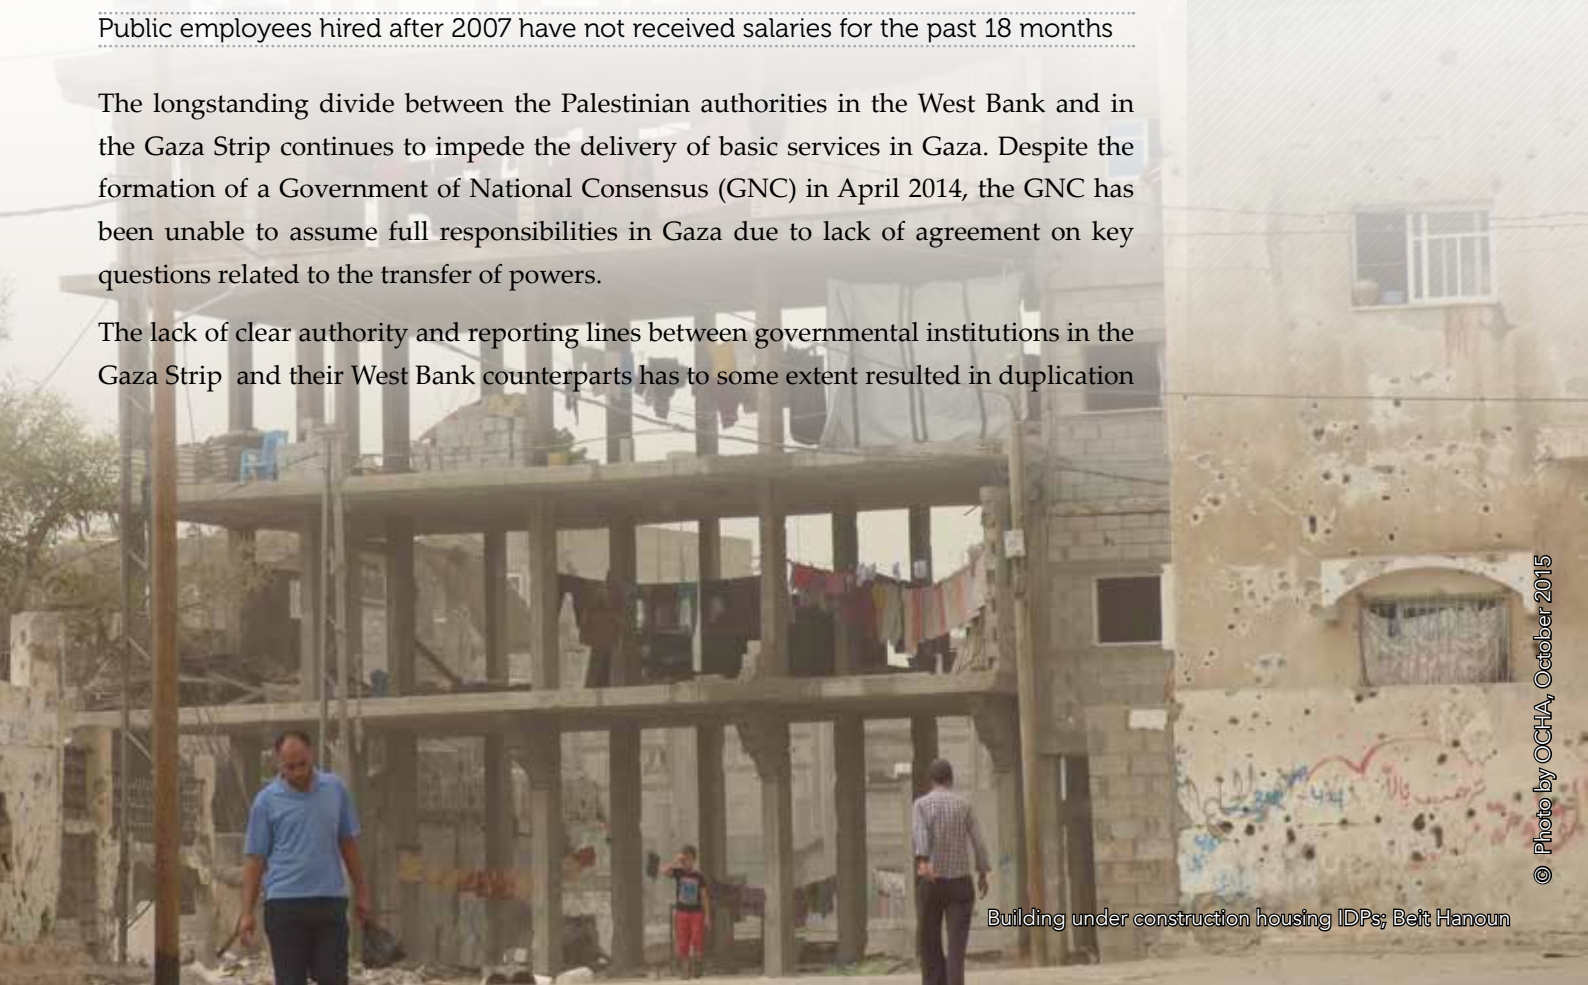 Public employees hired after 2007 have not received salaries for the past 18 months
The longstanding divide between the Palestinian authorities in the West Bank and in
the Gaza Strip continues to impede the delivery of basic services in Gaza. Despite the
formation of a Government of National Consensus (GNC) in April 2014, the GNC has
been unable to assume full responsibilities in Gaza due to lack of agreement on key
questions related to the transfer of powers.
The lack of clear authority and reporting lines between governmental institutions in the
Gaza Strip and their West Bank counterparts has to some extent resulted in duplication
© Photo by OCHA, October 2015
Building under construction housing IDPs; Beit Hanoun